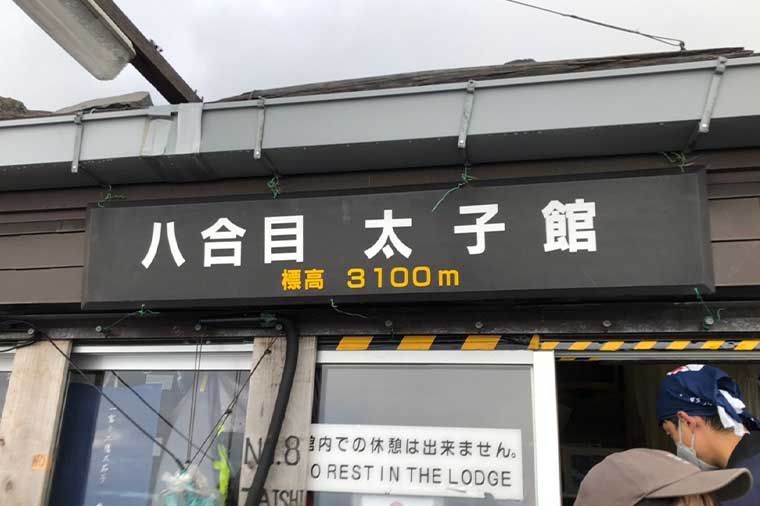 八合目 太子館
標高 3100m
館内での休憩は出来ません。
O REST IN THE LODGE
No.8
TAISHI